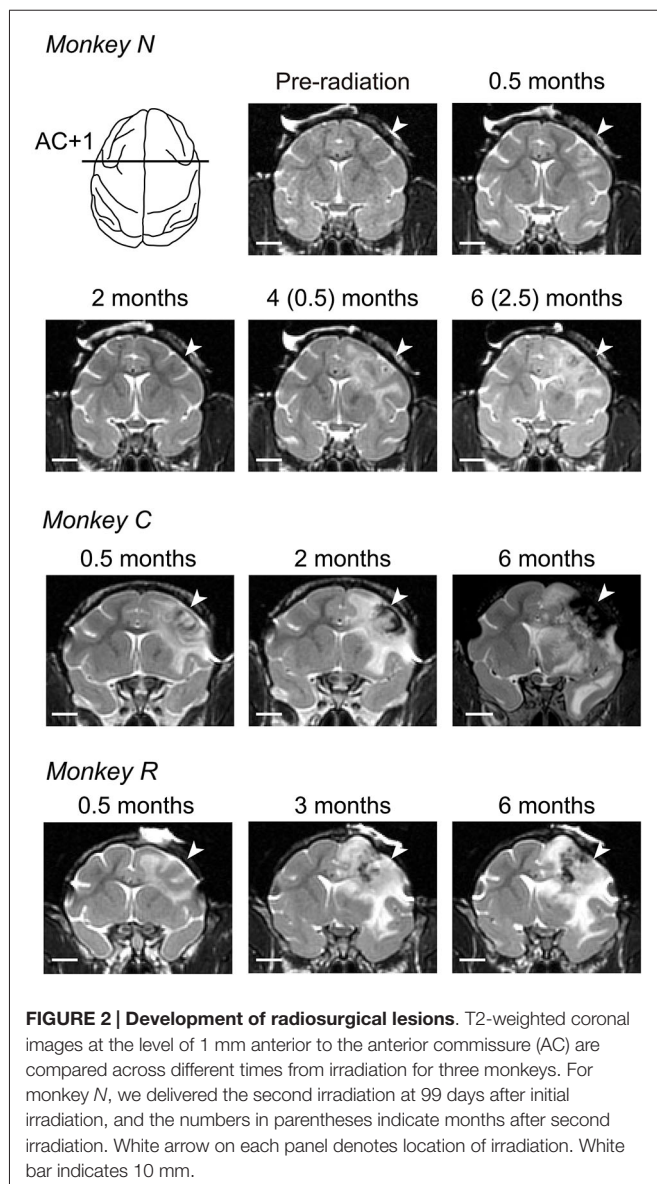 Monkey N
Pre-radiation 0.5 months
AC+1
2 months 4 (0.5) months 6 (2.5) months
Monkey C
0.5 months 2 months 6 months
Monkey R
0.5 months 3 months 6 months
FIGURE 2 | Development of radiosurgical lesions. T2-weighted coronal
images at the level of 1 mm anterior to the anterior commissure (AC) are
compared across different times from irradiation for three monkeys. For
monkey N, we delivered the second irradiation at 99 days after initial
irradiation, and the numbers in parentheses indicate months after second
irradiation. White arrow on each panel denotes location of irradiation. White
bar indicates 10 mm.